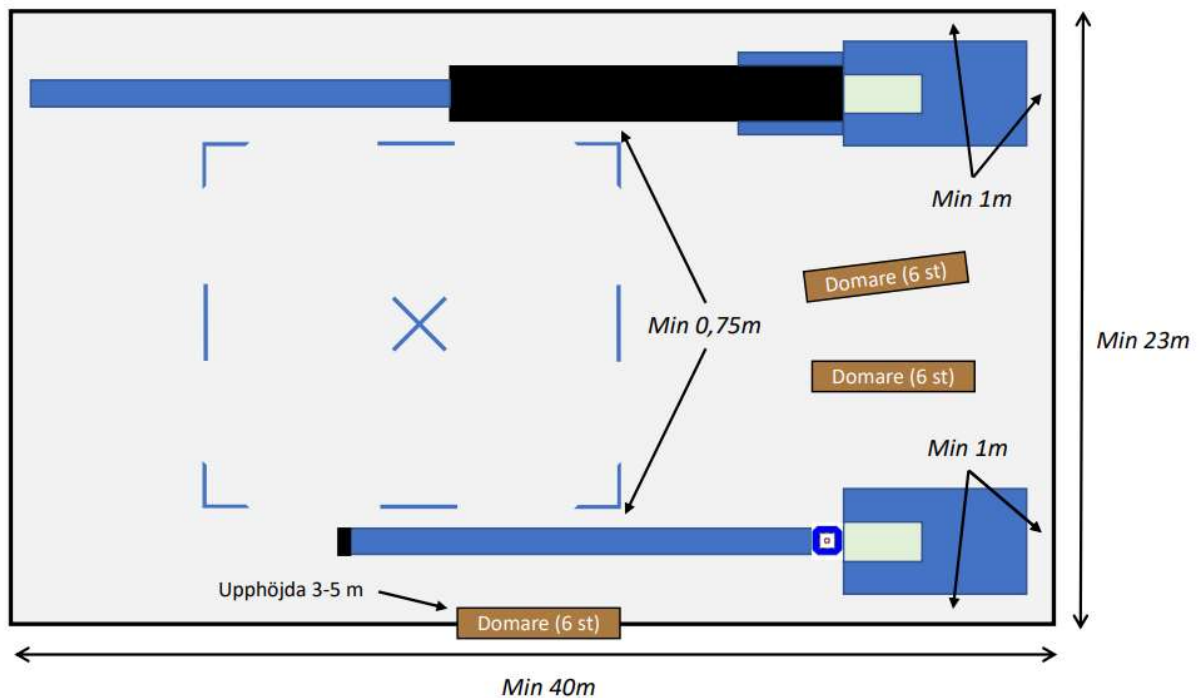 Min 1m
Domare (6 st)
Min 0,75m
Min 23m
Domare (6 st)
Min 1m
Upphöjda 3-5 m
Domare (6 st)
Min 40m